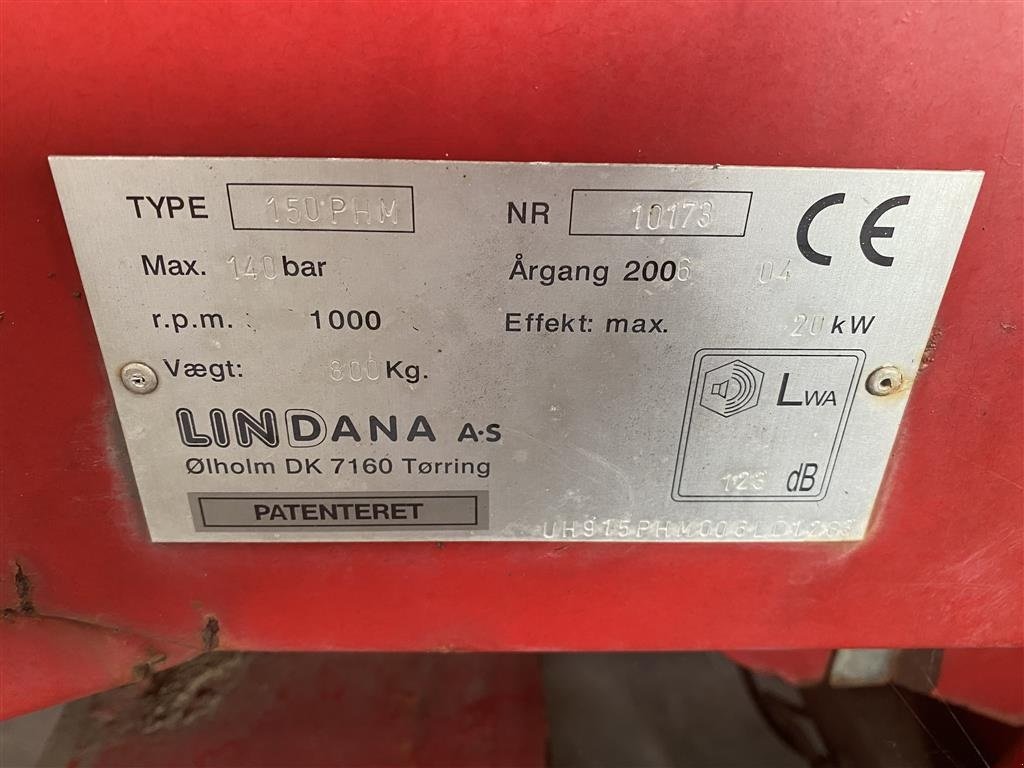 TYPE 150 PHM NR 10173 CE
Max. 140 bar Årgang 2006 04
r.p.m. : 1000 Effekt: max. 20 kW
Vægt: 800 Kg.
LWA
LINDANA A·S
Ølholm DK 7160 Tørring
123 dB
PATENTERET